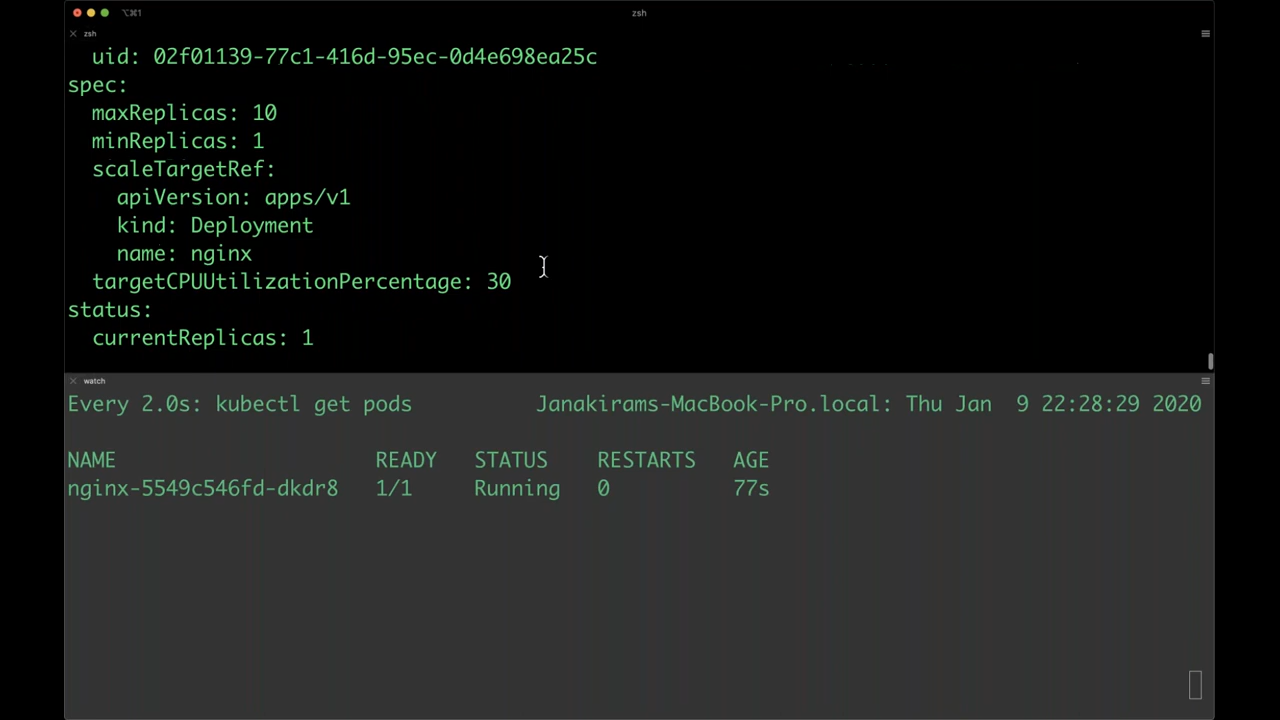 ⌥⌘1
zsh
zsh
uid: 02f01139-77c1-416d-95ec-0d4e698ea25c
spec:
maxReplicas: 10
minReplicas: 1
scaleTargetRef:
apiVersion: apps/v1
kind: Deployment
name: nginx
targetCPUUtilizationPercentage: 30
status:
currentReplicas: 1
watch
Every 2.0s: kubectl get pods Janakirams-MacBook-Pro.local: Thu Jan 9 22:28:29 2020
NAME READY STATUS RESTARTS AGE
nginx-5549c546fd-dkdr8 1/1 Running 0 77s